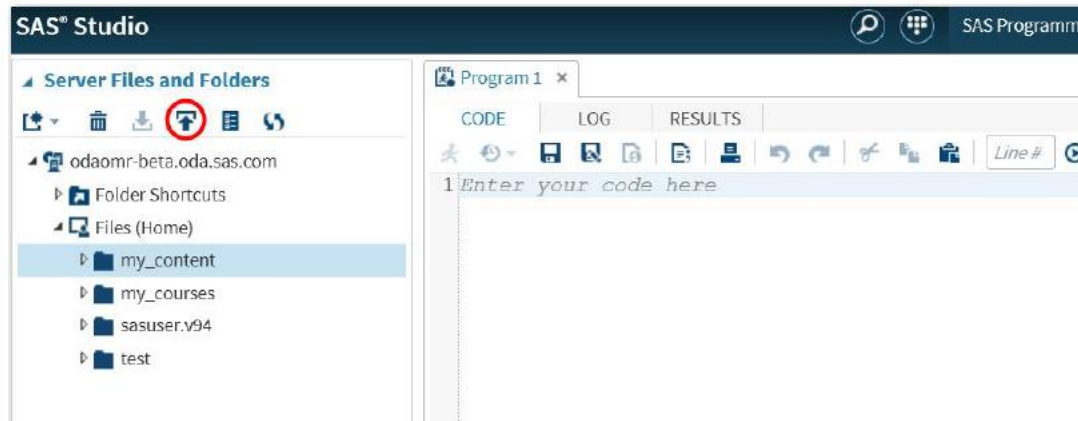 SAS® Studio
SAS Programm
Server Files and Folders
odaomr-beta.oda.sas.com
Folder Shortcuts
Files (Home)
my_content
my_courses
sasuser.v94
test
Program 1
CODE LOG RESULTS
Line #
1 Enter your code here